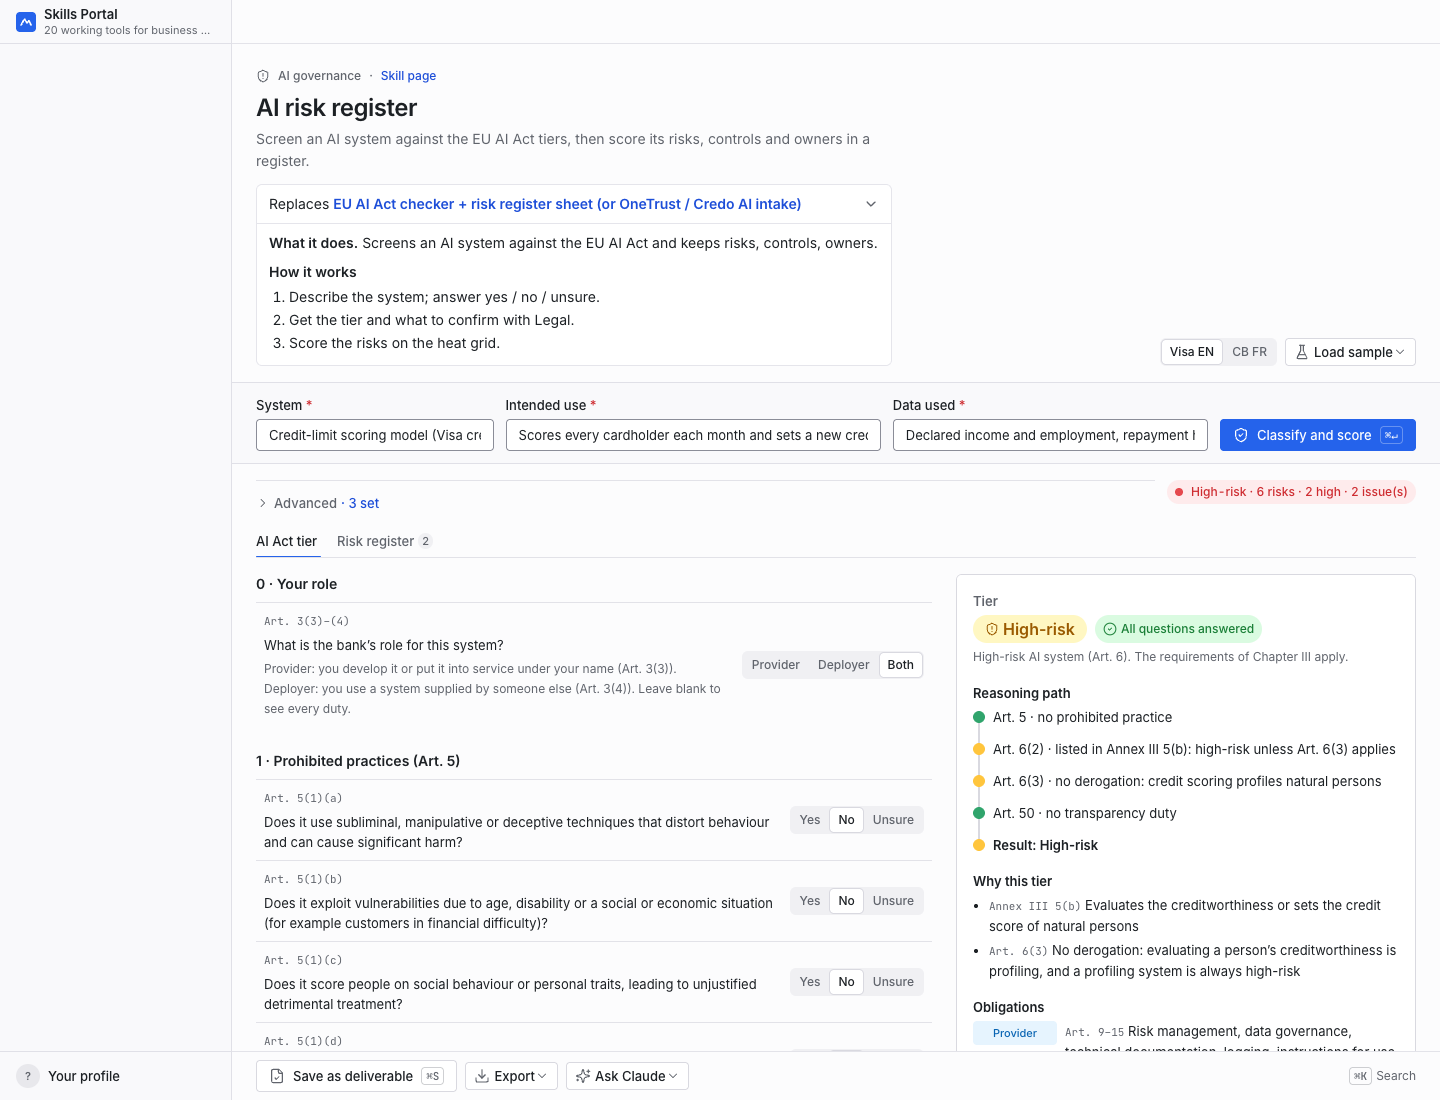 Skills Portal
20 working tools for business ...
AI governance · Skill page
AI risk register
Screen an AI system against the EU AI Act tiers, then score its risks, controls and owners in a
register.
Replaces EU AI Act checker + risk register sheet (or OneTrust / Credo AI intake)
What it does. Screens an AI system against the EU AI Act and keeps risks, controls, owners.
How it works
1. Describe the system; answer yes / no / unsure.
2. Get the tier and what to confirm with Legal.
3. Score the risks on the heat grid.
Visa EN
CB FR
Load sample
System *
Intended use *
Data used *
Credit-limit scoring model (Visa cre
Scores every cardholder each month and sets a new cred
Declared income and employment, repayment h
Classify and score ⌘↵
Advanced · 3 set
High-risk · 6 risks · 2 high · 2 issue(s)
AI Act tier
Risk register 2
0 · Your role
Art. 3(3)–(4)
What is the bank’s role for this system?
Provider: you develop it or put it into service under your name (Art. 3(3)).
Deployer: you use a system supplied by someone else (Art. 3(4)). Leave blank to
see every duty.
Provider Deployer Both
1 · Prohibited practices (Art. 5)
Art. 5(1)(a)
Does it use subliminal, manipulative or deceptive techniques that distort behaviour
and can cause significant harm?
Yes No Unsure
Art. 5(1)(b)
Does it exploit vulnerabilities due to age, disability or a social or economic situation
(for example customers in financial difficulty)?
Yes No Unsure
Art. 5(1)(c)
Does it score people on social behaviour or personal traits, leading to unjustified
detrimental treatment?
Yes No Unsure
Art. 5(1)(d)
Tier
High-risk
All questions answered
High-risk AI system (Art. 6). The requirements of Chapter III apply.
Reasoning path
Art. 5 · no prohibited practice
Art. 6(2) · listed in Annex III 5(b): high-risk unless Art. 6(3) applies
Art. 6(3) · no derogation: credit scoring profiles natural persons
Art. 50 · no transparency duty
Result: High-risk
Why this tier
• Annex III 5(b) Evaluates the creditworthiness or sets the credit
score of natural persons
• Art. 6(3) No derogation: evaluating a person’s creditworthiness is
profiling, and a profiling system is always high-risk
Obligations
Provider
Art. 9–15 Risk management, data governance,
technical documentation, logging, instructions for use
? Your profile
Save as deliverable ⌘S
Export
Ask Claude
⌘K Search